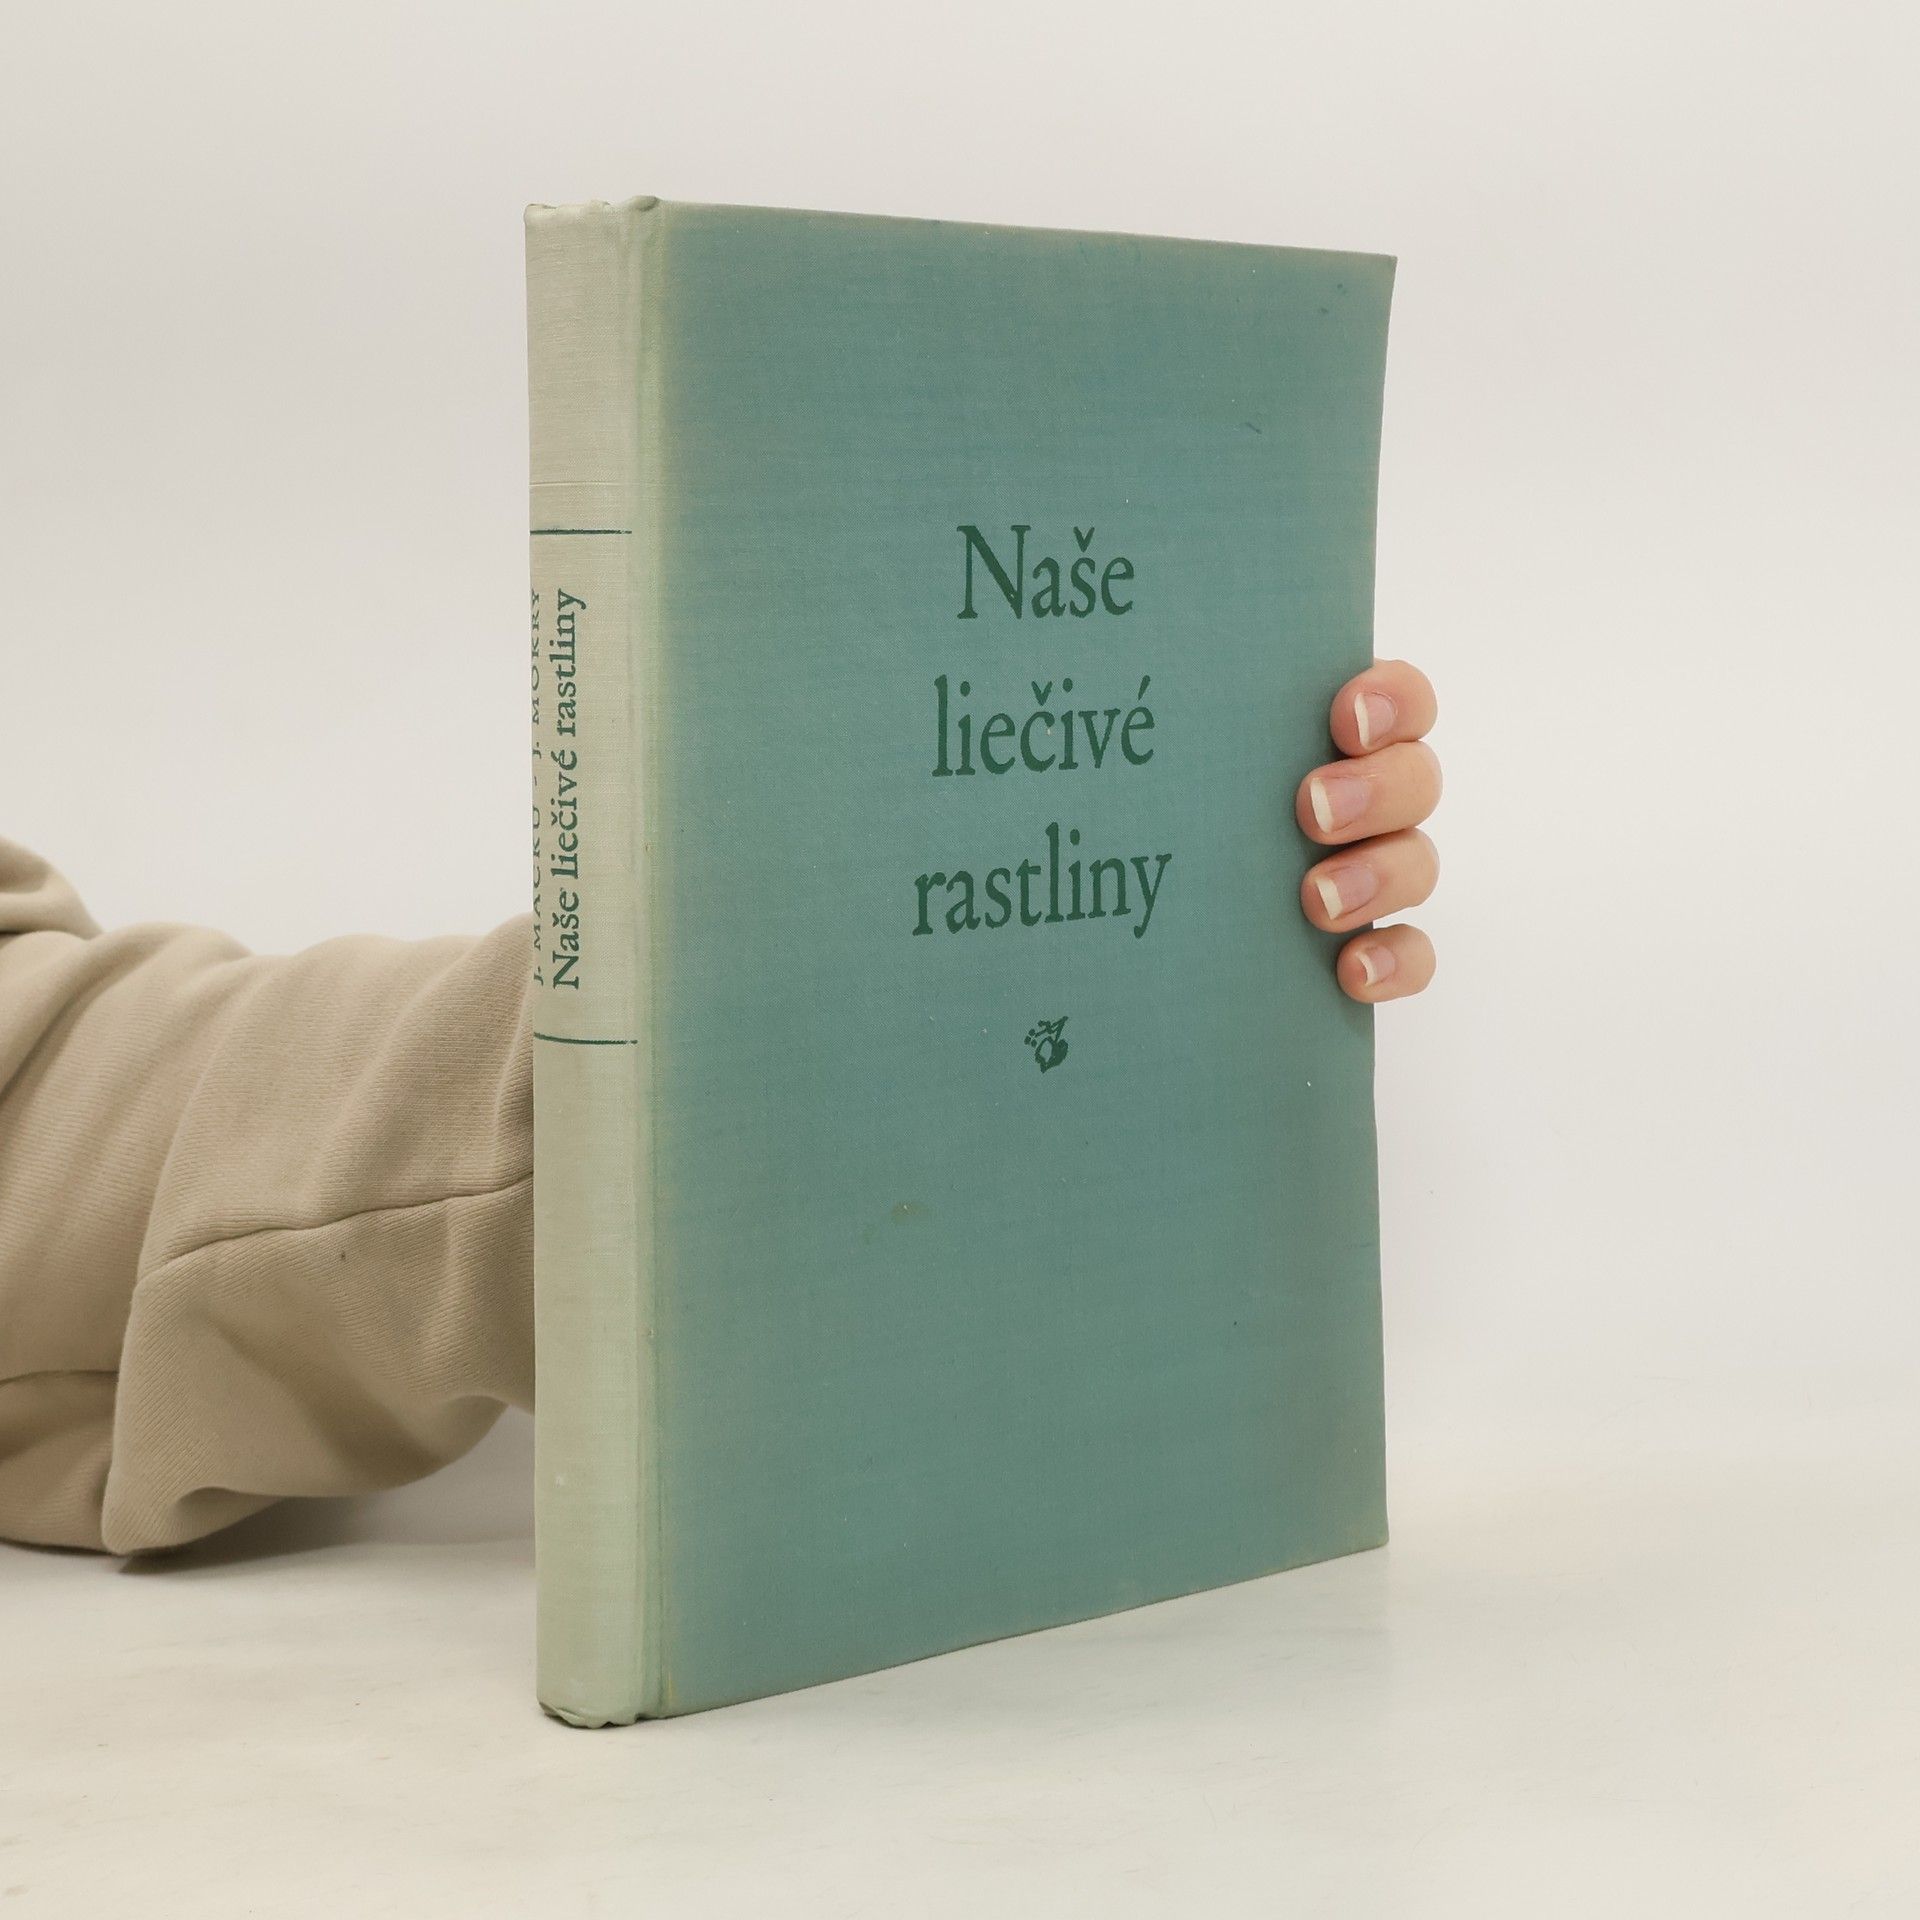 Naše
liečivé
rastliny
J. MACKŮ - J. MOKRÝ
Naše liečivé rastliny